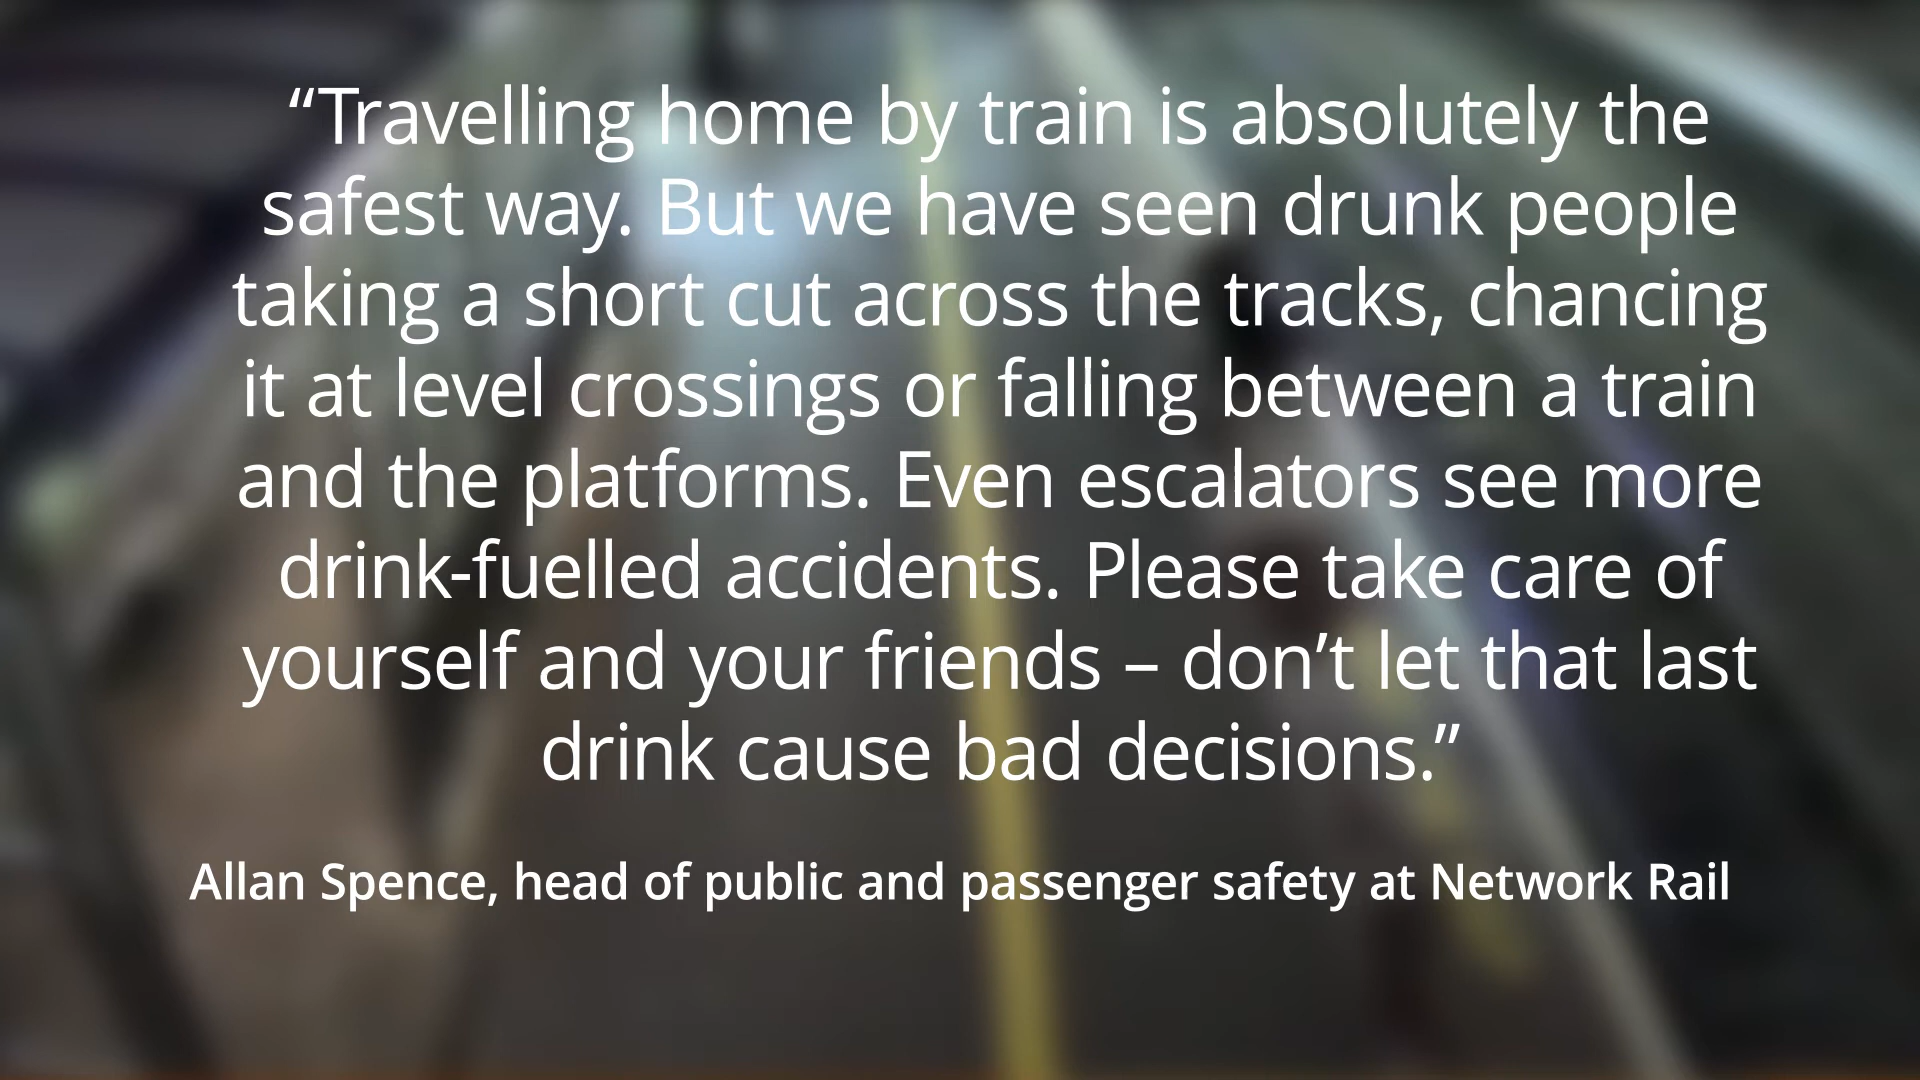 “Travelling home by train is absolutely the
safest way. But we have seen drunk people
taking a short cut across the tracks, chancing
it at level crossings or falling between a train
and the platforms. Even escalators see more
drink-fuelled accidents. Please take care of
yourself and your friends – don’t let that last
drink cause bad decisions.”
Allan Spence, head of public and passenger safety at Network Rail